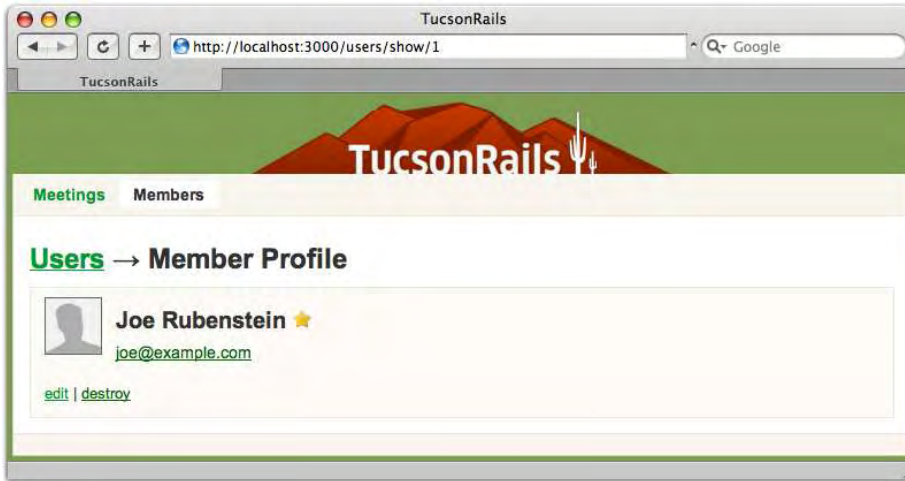 TucsonRails
http://localhost:3000/users/show/1
Google
TucsonRails
TucsonRails
Meetings Members
Users → Member Profile
Joe Rubenstein
joe@example.com
edit | destroy